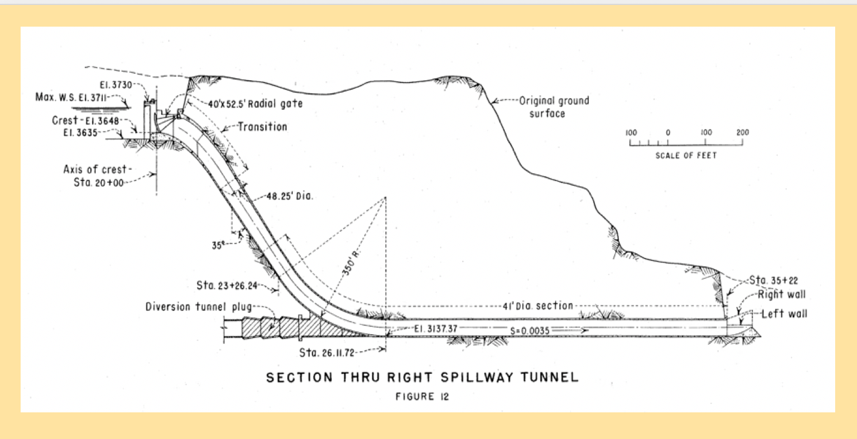 El. 3730
Max. W.S. El. 3711
Crest-El. 3648
El. 3635
40'x52.5' Radial gate
Transition
Original ground
surface
100 0 100 200
SCALE OF FEET
Axis of crest-
Sta. 20+00
48.25' Dia.
35°
350' R.
Sta. 23+26.24
Diversion tunnel plug
41' Dia. section
Sta. 35+22
Right wall
Left wall
El. 3137.37
S=0.0035
Sta. 26.11.72
SECTION THRU RIGHT SPILLWAY TUNNEL
FIGURE 12